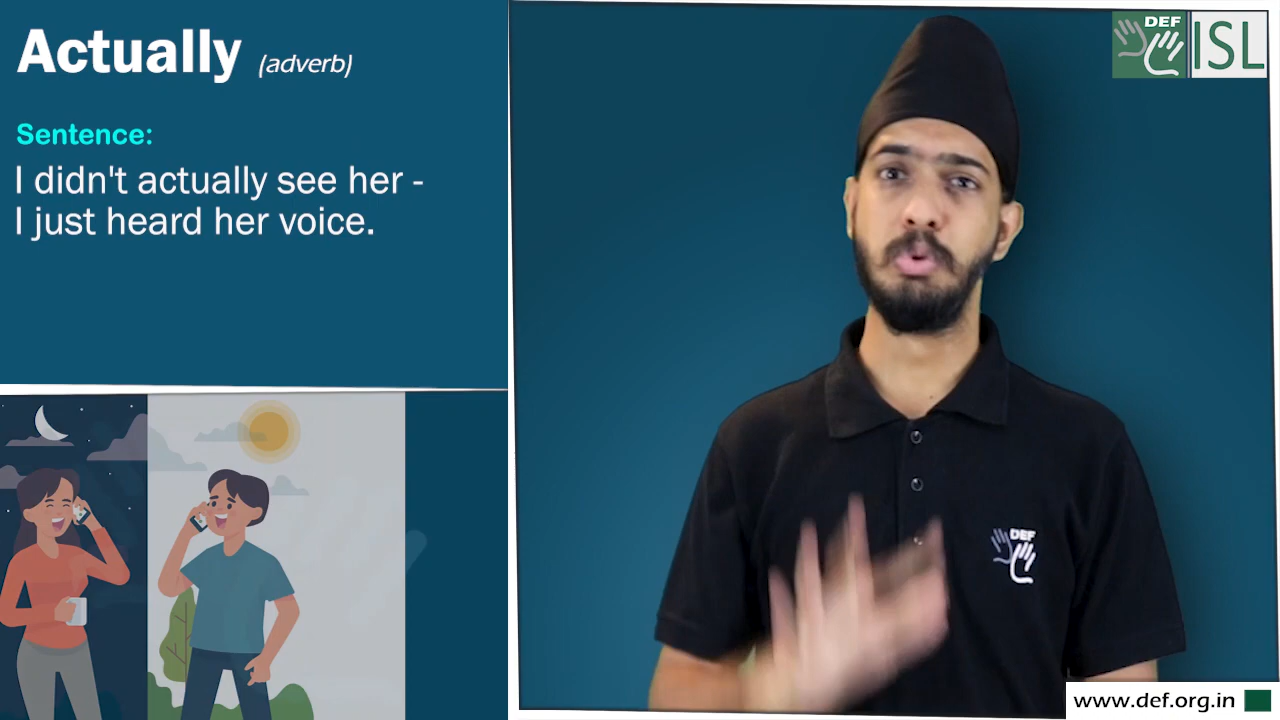 Actually (adverb)
Sentence:
I didn't actually see her -
I just heard her voice.
DEF
ISL
DEF
www.def.org.in